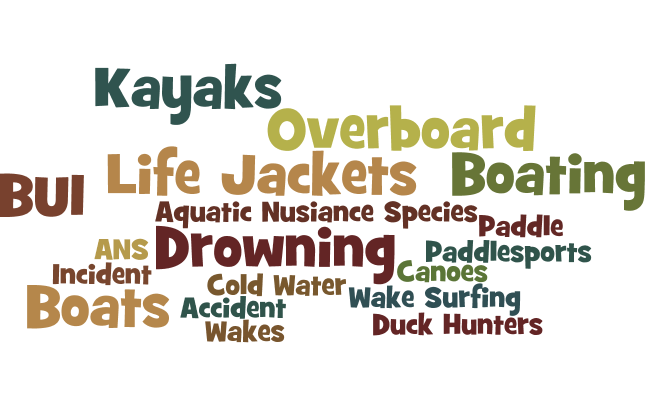 Kayaks
Overboard
Life Jackets
Boating
BUI
Aquatic Nusiance Species
Paddle
ANS
Drowning
Paddlesports
Incident
Canoes
Cold Water
Boats
Wake Surfing
Accident
Wakes
Duck Hunters